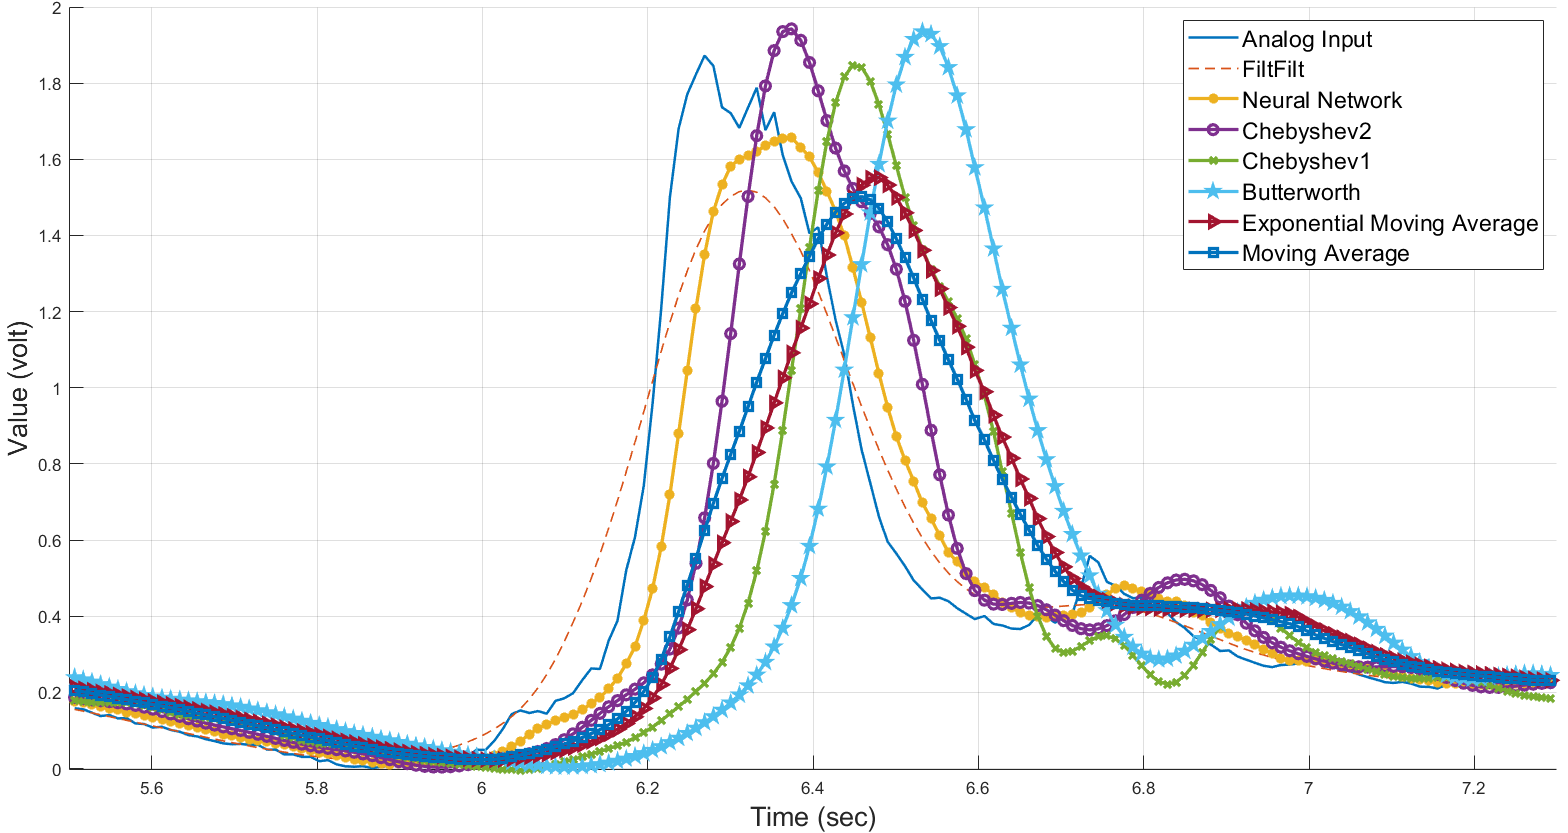 2
1.8
1.6
1.4
1.2
1
0.8
0.6
0.4
0.2
0
Value (volt)
Analog Input
FiltFilt
Neural Network
Chebyshev2
Chebyshev1
Butterworth
Exponential Moving Average
Moving Average
5.6 5.8 6 6.2 6.4 6.6 6.8 7 7.2
Time (sec)